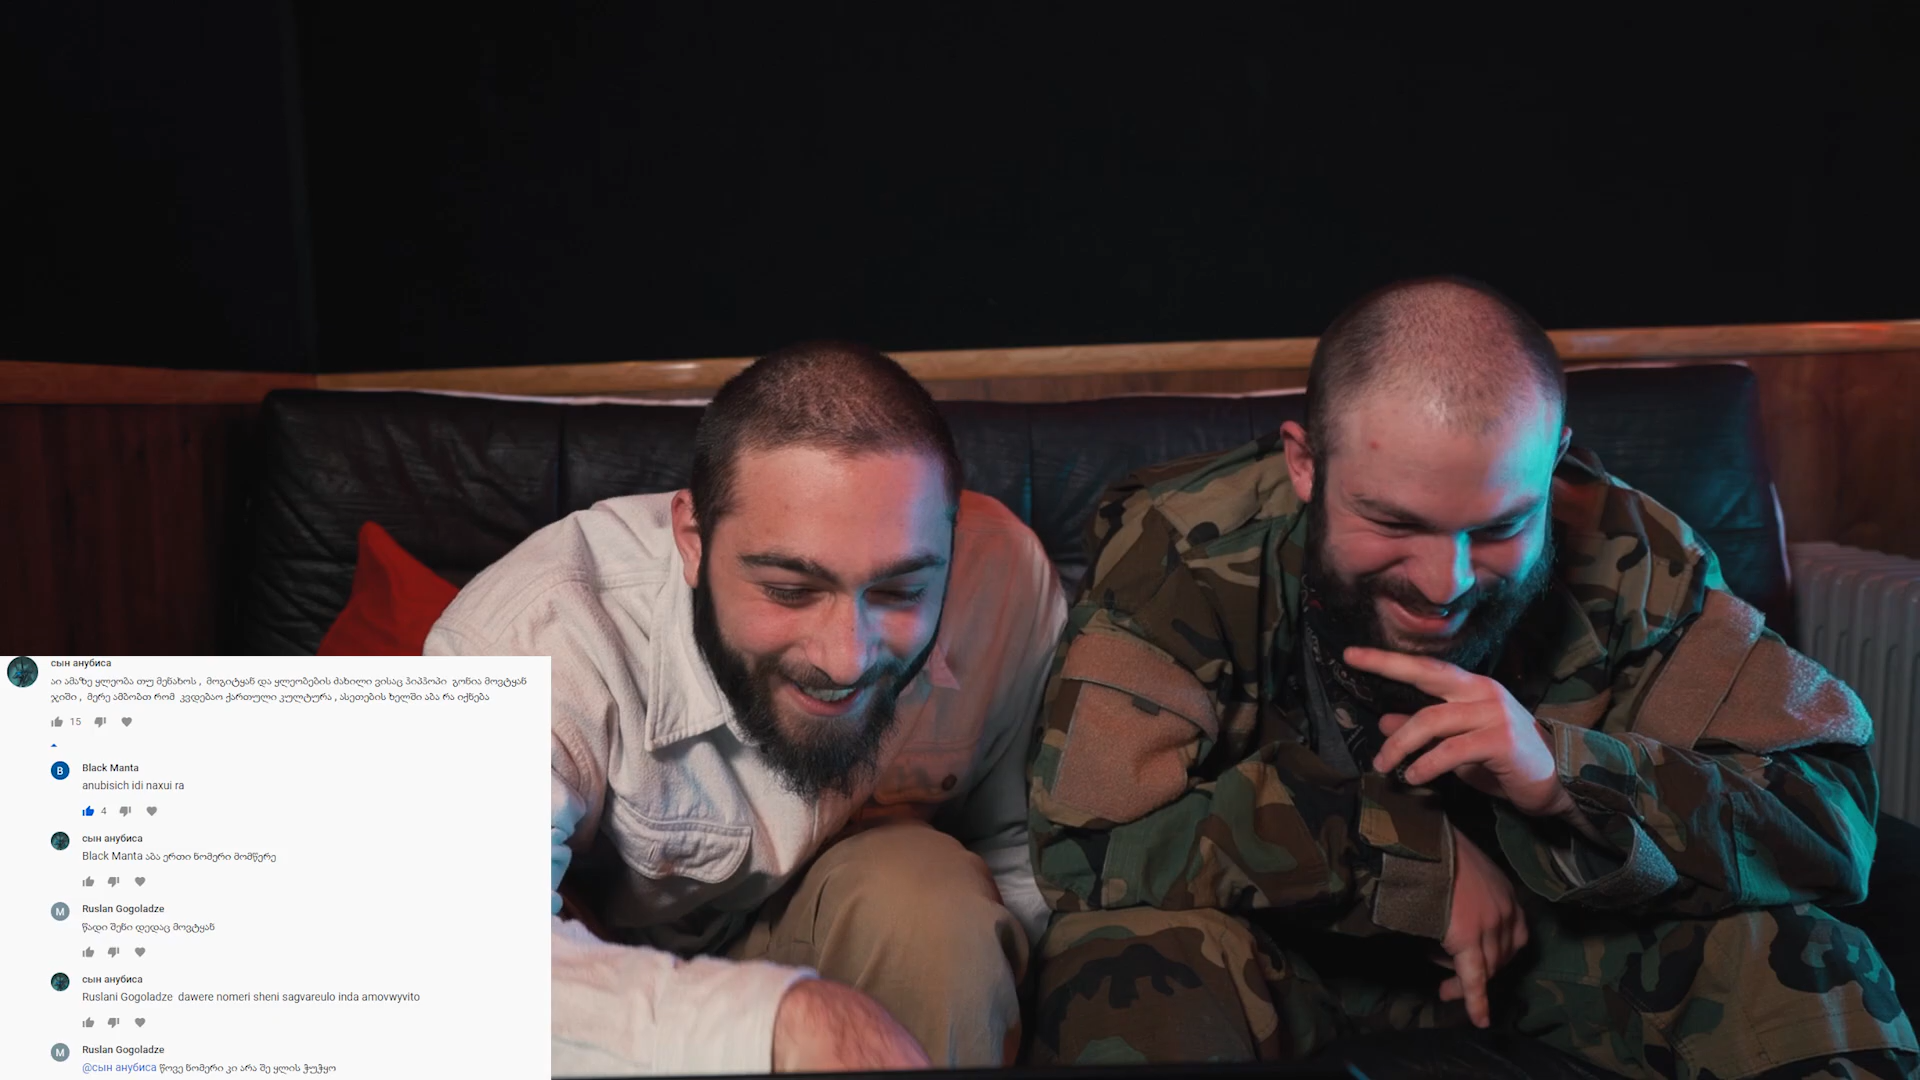 сын анубиса
აი ამაზე ყლეობა თუ მენახოს , მოგიტყან და ყლეობების ძახილი ვისაც ჰიპჰოპი გონია მოვტყან
ჯიში , მერე ამბობთ რომ კვდებაო ქართული კულტურა , ასეთების ხელში აბა რა იქნება
15
B
Black Manta
anubisich idi naxui ra
4
сын анубиса
Black Manta აბა ერთი ნომერი მომწერე
M
Ruslan Gogoladze
წადი შენი დედაც მოვტყან
сын анубиса
Ruslani Gogoladze dawere nomeri sheni sagvareulo inda amovwyvito
M
Ruslan Gogoladze
@сын анубиса წოვე ნომერი კი არა შე ყლის ჭუჭყო